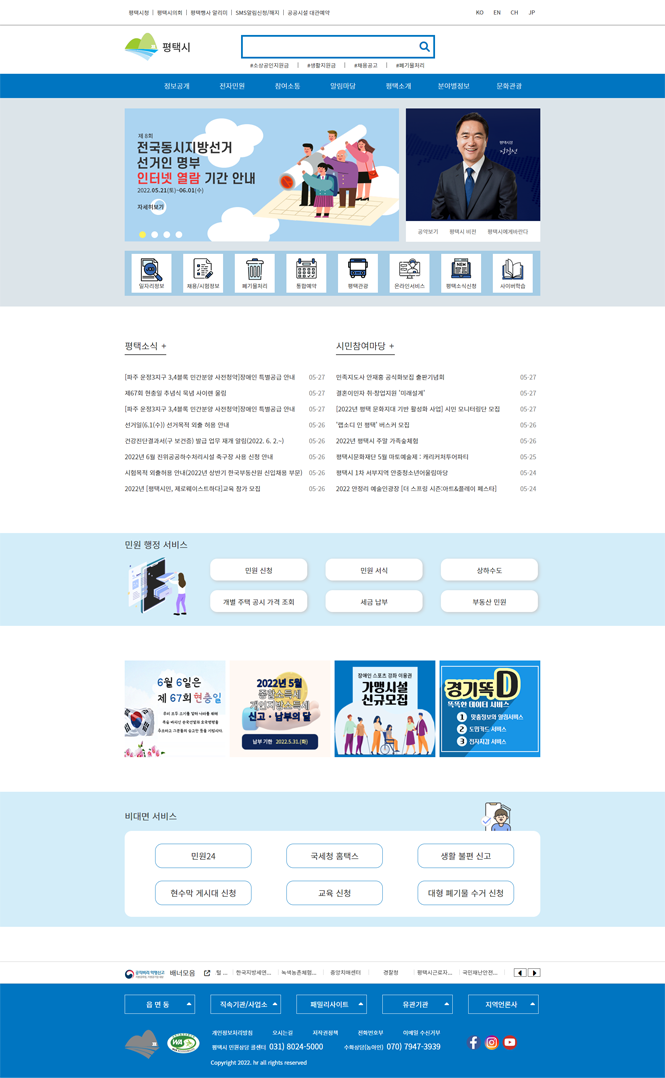 평택시청 | 평택시의회 | 평택행사 알리미 | SMS알림신청/해지 | 공공시설 대관예약
KO EN CH JP
평택시
#소상공인지원금 | #생활지원금 | #채용공고 | #폐기물처리
정보공개 전자민원 참여소통 알림마당 평택소개 분야별정보 문화관광
제 8회
전국동시지방선거
선거인 명부
인터넷 열람 기간 안내
2022.05.21(토)~06.01(수)
자세히보기
평택시장
공약보기 평택시 비전 평택시에게바란다
일자리정보 채용/시험정보 폐기물처리 통합예약 평택관광 온라인서비스 평택소식신청 사이버학습
평택소식 +
[파주 운정3지구 3,4블록 민간분양 사전청약]장애인 특별공급 안내 05-27
제67회 현충일 추념식 묵념 사이렌 울림 05-27
[파주 운정3지구 3,4블록 민간분양 사전청약]장애인 특별공급 안내 05-27
선거일(6.1(수)) 선거목적 외출 허용 안내 05-26
건강진단결과서(구 보건증) 발급 업무 재개 알림(2022. 6. 2.~) 05-26
2022년 6월 진위공공하수처리시설 축구장 사용 신청 안내 05-26
시험목적 외출허용 안내(2022년 상반기 한국부동산원 신입채용 부문) 05-26
2022년 [평택시민, 제로웨이스트하다]교육 참가 모집 05-26
시민참여마당 +
민족지도사 안재홍 공식화보집 출판기념회 05-27
결혼이민자 취·창업지원 '미래설계' 05-27
[2022년 평택 문화지대 기반 활성화 사업] 시민 모니터링단 모집 05-27
'랩소디 인 평택' 버스커 모집 05-26
2022년 평택시 주말 가족숲체험 05-26
평택시문화재단 5월 마토예술제 : 캐리커처투어파티 05-25
평택시 1차 서부지역 안중청소년어울림마당 05-24
2022 안정리 예술인광장 [더 스프링 시즌:아트&플레이 페스타] 05-24
민원 행정 서비스
민원 신청 민원 서식 상하수도
개별 주택 공시 가격 조회 세금 납부 부동산 민원
6월 6일은
제 67회 현충일
2022년 5월
종합소득세
개인지방소득세
신고·납부의 달
납부 기한 2022.5.31.(화)
장애인 스포츠 강좌 이용권
가맹시설
신규모집
경기똑D
똑똑한 데이터 서비스
1 맞춤정보와 알림서비스
2 도민카드 서비스
3 전자지갑 서비스
비대면 서비스
민원24 국세청 홈택스 생활 불편 신고
현수막 게시대 신청 교육 신청 대형 폐기물 수거 신청
배너모음 한국지방세연... 녹색농촌체험... 중앙치매센터 경찰청 평택시근로자... 국민재난안전...
읍 면 동 직속기관/사업소 패밀리사이트 유관기관 지역언론사
개인정보처리방침 오시는길 저작권정책 전화번호부 이메일 수신거부
평택시 민원상담 콜센터 031) 8024-5000 수화상담(농아인) 070) 7947-3939
Copyright 2022. hr all rights reserved
WA